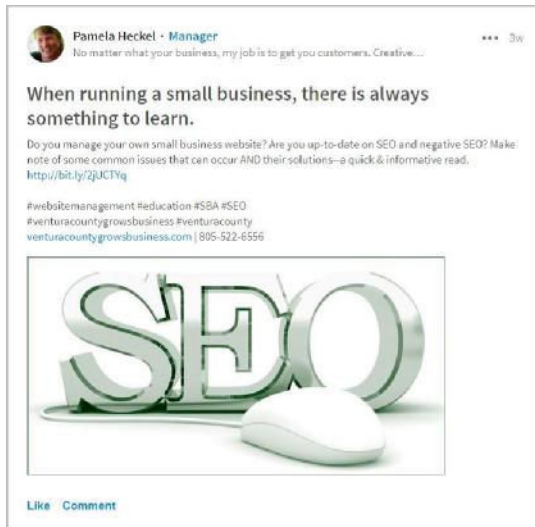 Pamela Heckel · Manager
••• 3w
No matter what your business, my job is to get you customers. Creative...
When running a small business, there is always
something to learn.
Do you manage your own small business website? Are you up-to-date on SEO and negative SEO? Make
note of some common issues that can occur AND their solutions--a quick & informative read.
http://bit.ly/2jUCTYq
#websitemanagement #education #SBA #SEO
#venturacountygrowsbusiness #venturacounty
venturacountygrowsbusiness.com | 805-522-6556
SEO
Like Comment